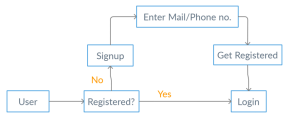 Enter Mail/Phone no.
Signup
Get Registered
No
Yes
User
Registered?
Login